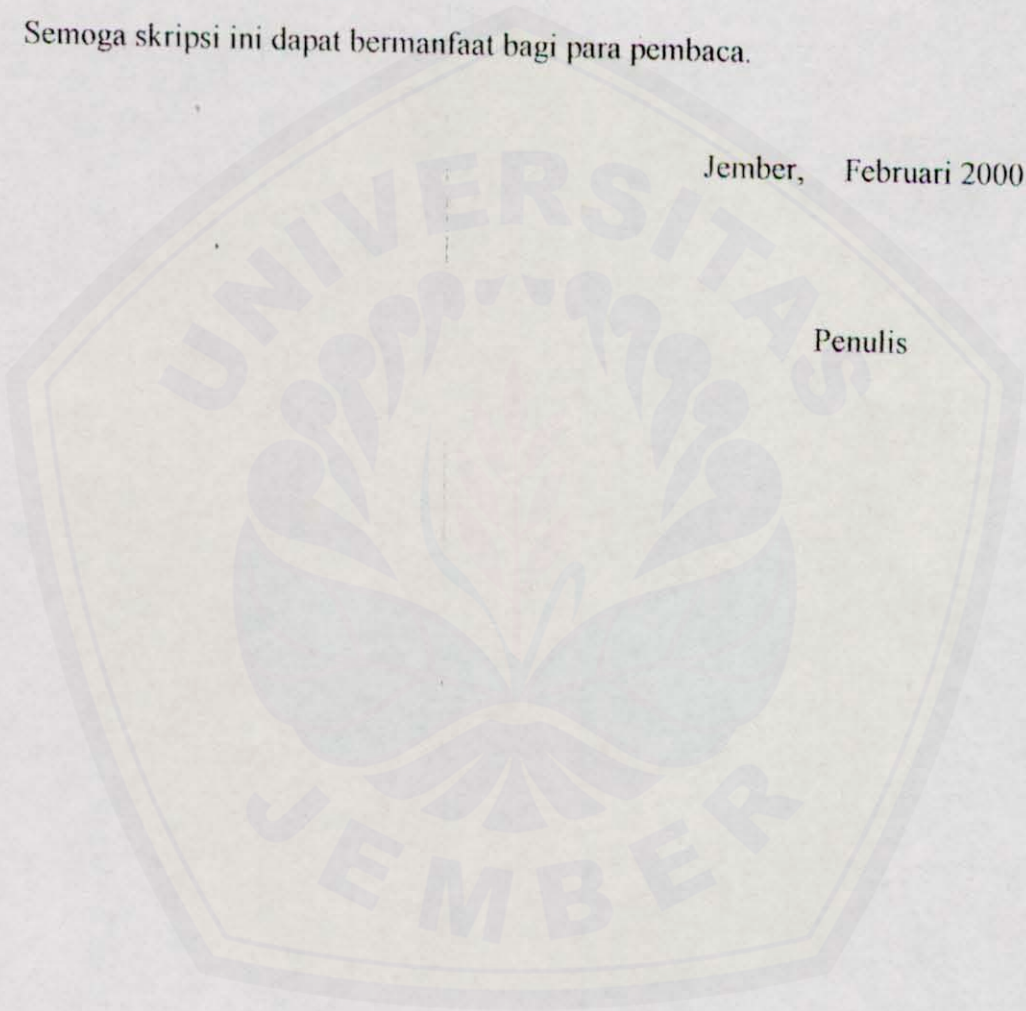 Semoga skripsi ini dapat bermanfaat bagi para pembaca.
Jember, Februari 2000
Penulis
UNIVERSITAS
JEMBER